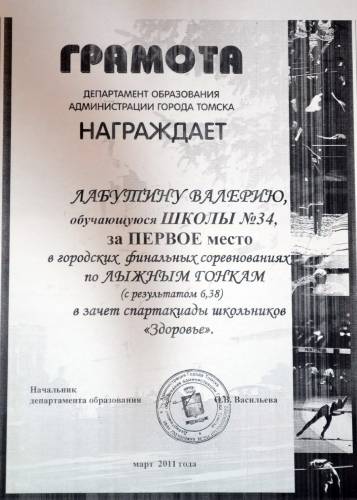 ГРАМОТА
ДЕПАРТАМЕНТ ОБРАЗОВАНИЯ
АДМИНИСТРАЦИИ ГОРОДА ТОМСКА
НАГРАЖДАЕТ
ЛАБУТИНУ ВАЛЕРИЮ,
обучающуюся ШКОЛЫ №34,
за ПЕРВОЕ место
в городских финальных соревнованиях
по ЛЫЖНЫМ ГОНКАМ
(с результатом 6,38)
в зачет спартакиады школьников
«Здоровье».
Начальник
департамента образования О.В. Васильева
март 2011 года